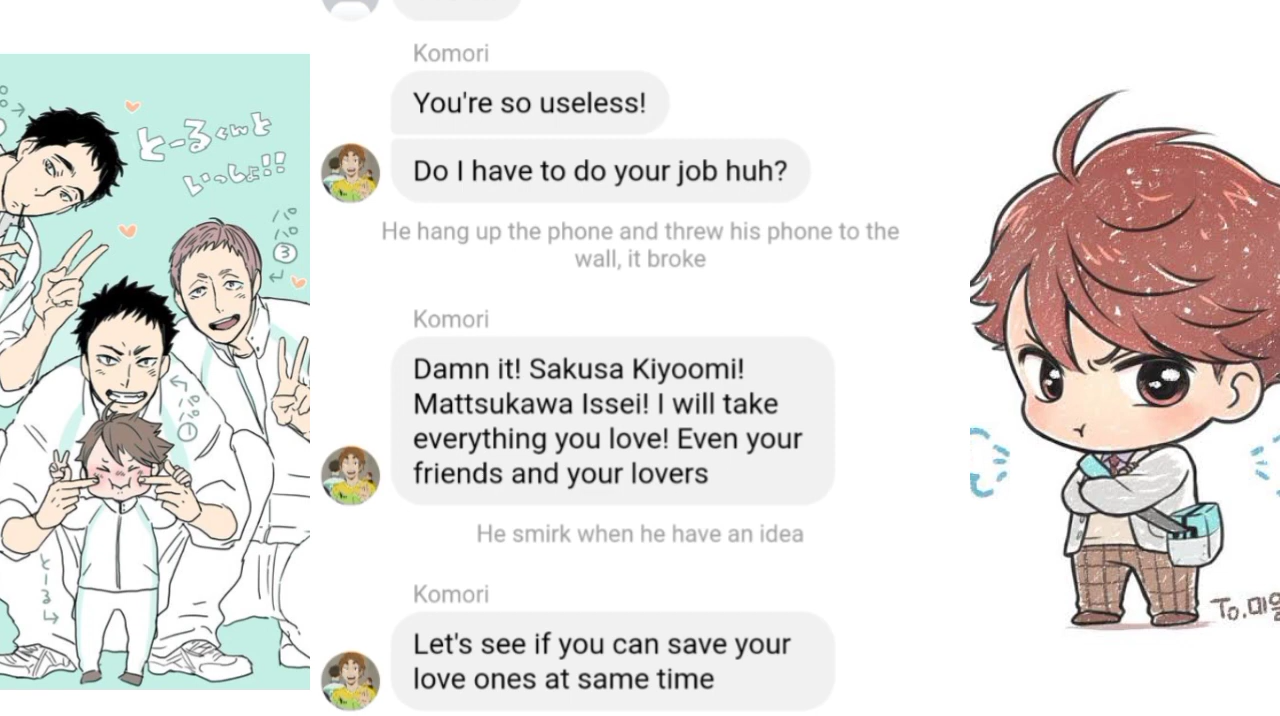 とーるくんと
いっしょ!!
パパ③
パパ①
とーる
Komori
You're so useless!
Do I have to do your job huh?
He hang up the phone and threw his phone to the
wall, it broke
Komori
Damn it! Sakusa Kiyoomi!
Mattsukawa Issei! I will take
everything you love! Even your
friends and your lovers
He smirk when he have an idea
Komori
Let's see if you can save your
love ones at same time
To.미